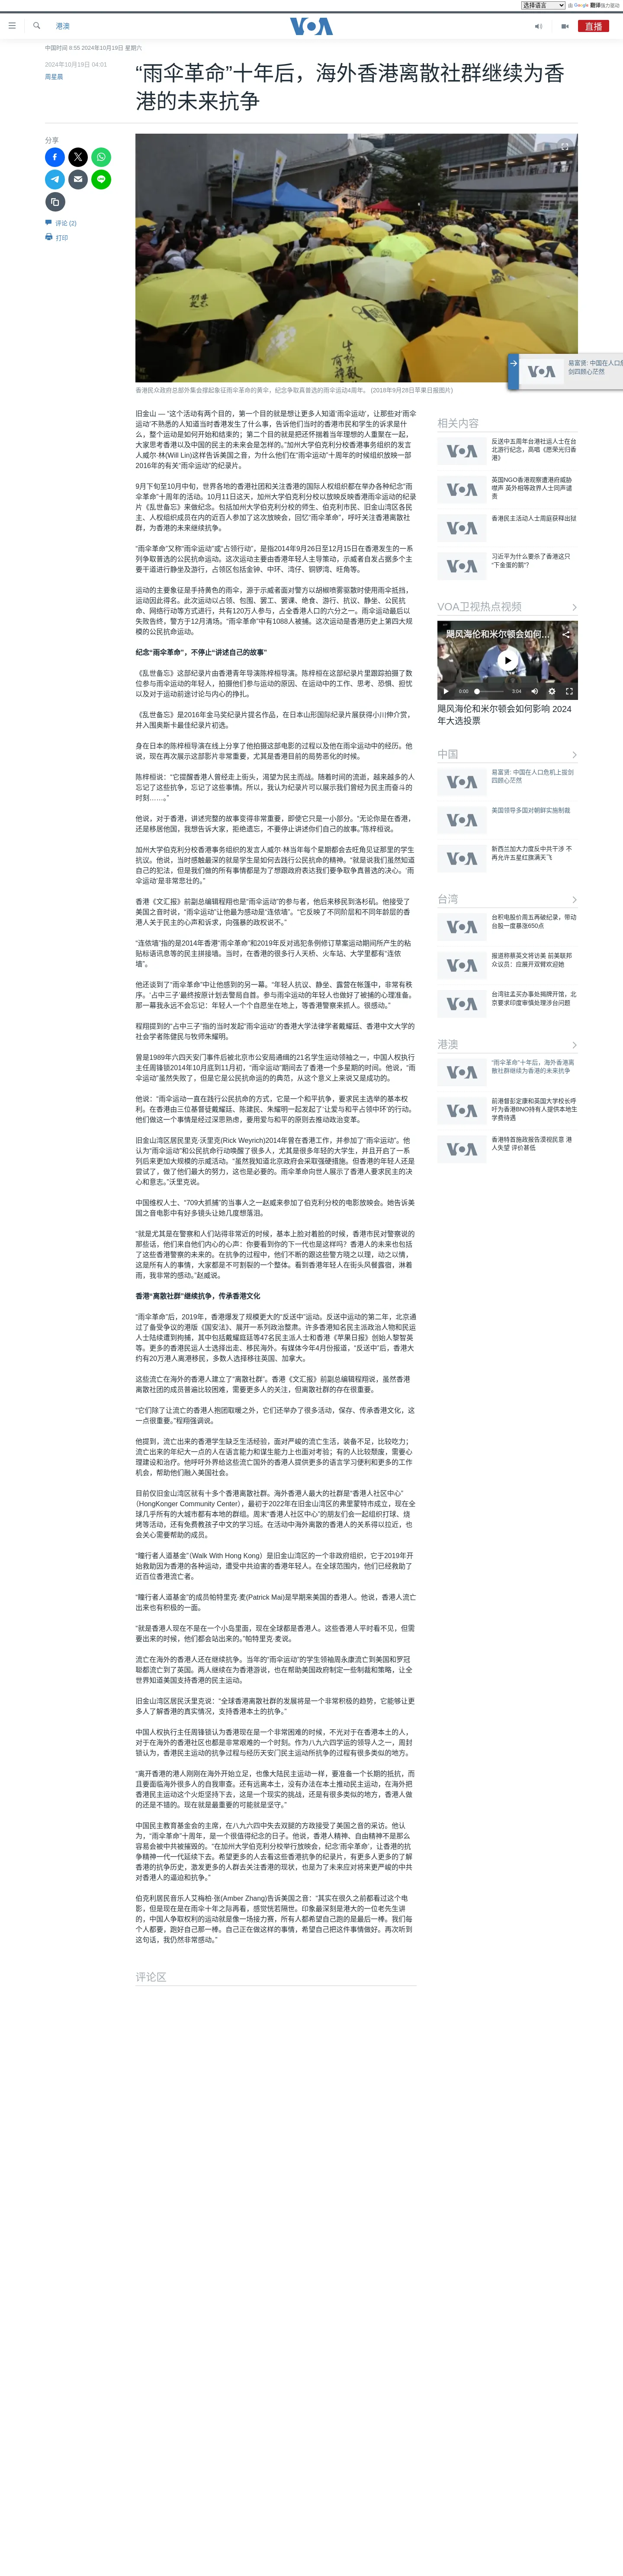 选择语言
由 Google 翻译强力驱动
港澳
VOA
直播
中国时间 8:55 2024年10月19日 星期六
2024年10月19日 04:01
周星晨
“雨伞革命”十年后，海外香港离散社群继续为香
港的未来抗争
分享
评论 (2)
打印
香港民众政府总部外集会撑起象征雨伞革命的黄伞，纪念争取真普选的雨伞运动4周年。 (2018年9月28日苹果日报图片)
易富贤: 中国在人口危
剑四顾心茫然
旧金山 — “这个活动有两个目的，第一个目的就是想让更多人知道‘雨伞运动’，让那些对‘雨伞
运动’不熟悉的人知道当时香港发生了什么事，告诉他们当时的香港市民和学生的诉求是什
么，整个运动是如何开始和结束的；第二个目的就是把还怀揣着当年理想的人重聚在一起，
大家思考香港以及中国的民主的未来会是怎样的。”加州大学伯克利分校香港事务组织的发言
人威尔·林(Will Lin)这样告诉美国之音，为什么他们在“雨伞运动”十周年的时候组织放映一部
2016年的有关“雨伞运动”的纪录片。
9月下旬至10月中旬，世界各地的香港社团和关注香港的国际人权组织都在举办各种纪念“雨
伞革命”十周年的活动。10月11日这天，加州大学伯克利分校以放映反映香港雨伞运动的纪录
片《乱世备忘》来做纪念。包括加州大学伯克利分校的师生、伯克利市民、旧金山湾区各民
主、人权组织成员在内的近百人参加了这次放映会，回忆“雨伞革命”，呼吁关注香港离散社
群，为香港的未来继续抗争。
“雨伞革命”又称“雨伞运动”或“占领行动”，是指2014年9月26日至12月15日在香港发生的一系
列争取普选的公民抗命运动。这次运动主要由香港年轻人主导策动，示威者自发占据多个主
要干道进行静坐及游行，占领区包括金钟、中环、湾仔、铜锣湾、旺角等。
运动的主要象征是手持黄色的雨伞，源于示威者面对警方以胡椒喷雾驱散时使用雨伞抵挡，
运动因此得名。此次运动以占领、包围、罢工、罢课、绝食、游行、抗议、静坐、公民抗
命、网络行动等方式进行，共有120万人参与，占全香港人口的六分之一。雨伞运动最后以
失败告终，警方于12月清场。“雨伞革命”中有1088人被捕。这次运动是香港历史上第四大规
模的公民抗命运动。
纪念“雨伞革命”，不停止“讲述自己的故事”
《乱世备忘》这部纪录片由香港青年导演陈梓桓导演。陈梓桓在这部纪录片里跟踪拍摄了数
位参与雨伞运动的年轻人，拍摄他们参与运动的原因、在运动中的工作、思考、恐惧、担忧
以及对于运动前途讨论与内心的挣扎。
《乱世备忘》是2016年金马奖纪录片提名作品，在日本山形国际纪录片展获得小川伸介赏，
并入围奥斯卡最佳纪录片初选。
身在日本的陈梓桓导演在线上分享了他拍摄这部电影的过程以及他在雨伞运动中的经历。他
说，现在再次展示这部影片非常重要，尤其是香港目前的局势恶化的时候。
陈梓桓说：“它提醒香港人曾经走上街头，渴望为民主而战。随着时间的流逝，越来越多的人
忘记了这些抗争，忘记了这些事情。所以，我认为纪录片可以展示我们曾经为民主而奋斗的
时刻……。”
他说，对于香港，讲述完整的故事变得非常重要，即使它只是一小部分。“无论你是在香港，
还是移居他国，我想告诉大家，拒绝遗忘，不要停止讲述你们自己的故事。”陈梓桓说。
加州大学伯克利分校香港事务组织的发言人威尔·林当年每个星期都会去旺角见证那里的学生
抗议。他说，当时感触最深的就是学生是如何去践行公民抗命的精神。“就是说我们虽然知道
自己的犯法，但是我们做的所有事情都是为了想跟政府表达我们要争取争真普选的决心。‘雨
伞运动’是非常悲壮的。”
香港《文汇报》前副总编辑程翔也是“雨伞运动”的参与者，他后来移民到洛杉矶。他接受了
美国之音时说，“雨伞运动”让他最为感动是“连侬墙”。“它反映了不同阶层和不同年龄层的香
港人关于民主的心声和诉求，向强暴的政权说不。”
“连侬墙”指的是2014年香港“雨伞革命”和2019年反对逃犯条例修订草案运动期间所产生的粘
贴标语讯息等的民主拼接墙。当时，在香港的很多行人天桥、火车站、大学里都有“连侬
墙”。
他还谈到了“雨伞革命”中让他感到的另一幕。“年轻人抗议、静坐、露营在帐篷中，非常有秩
序。‘占中三子’最终按原计划去警局自首。参与雨伞运动的年轻人也做好了被捕的心理准备。
那一幕我永远不会忘记：年轻人一个个自愿坐在地上，等香港警察来抓人。很感动。”
程翔提到的“占中三子”指的当时发起“雨伞运动”的香港大学法律学者戴耀廷、香港中文大学的
社会学者陈健民与牧师朱耀明。
曾是1989年六四天安门事件后被北京市公安局通缉的21名学生运动领袖之一，中国人权执行
主任周锋锁2014年10月底到11月初，“雨伞运动”期间去了香港一个多星期的时间。他说，“雨
伞运动”虽然失败了，但是它是公民抗命运的的典范，从这个意义上来说又是成功的。
他说：“雨伞运动一直在践行公民抗命的方式，它是一个和平抗争，要求民主选举的基本权
利。在香港由三位基督徒戴耀廷、陈建民、朱耀明一起发起了‘让爱与和平占领中环’的行动。
他们做这一个事情是经过深思熟虑，要用爱与和平的原则去推动政治变革。
旧金山湾区居民里克·沃里克(Rick Weyrich)2014年曾在香港工作，并参加了“雨伞运动”。他
认为“雨伞运动”和公民抗命行动唤醒了很多人，尤其是很多年轻的大学生，并且开启了一系
列后来更加大规模的示威活动。“虽然我知道北京政府会采取强硬措施。但香港的年轻人还是
尝试了，做了他们最大的努力，这也是必要的。雨伞革命向世人展示了香港人要求民主的决
心和意志。”沃里克说。
中国维权人士、“709大抓捕”的当事人之一赵威来参加了伯克利分校的电影放映会。她告诉美
国之音电影中有好多镜头让她几度想落泪。
“就是尤其是在警察和人们站得非常近的时候，基本上脸对着脸的时候，香港市民对警察说的
那些话，他们来自他们内心的心声：你要看到你的下一代也是这样吗？香港人的未来也包括
了这些香港警察的未来的。在抗争的过程中，他们不断的跟这些警方晓之以理，动之以情，
这是所有人的事情，大家都是不可割裂的一个整体。看到香港年轻人在街头风餐露宿，淋着
雨，我非常的感动。”赵威说。
香港“离散社群”继续抗争，传承香港文化
“雨伞革命”后，2019年，香港爆发了规模更大的“反送中”运动。反送中运动的第二年，北京通
过了备受争议的港版《国安法》、展开一系列政治整肃。许多香港知名民主派政治人物和民运
人士陆续遭到拘捕，其中包括戴耀庭廷等47名民主派人士和香港《苹果日报》创始人黎智英
等。更多的香港民运人士选择出走、移民海外。有媒体今年4月份报道，“反送中”后，香港大
约有20万港人离港移民，多数人选择移往英国、加拿大。
这些流亡在海外的香港人建立了“离散社群”。香港《文汇报》前副总编辑程翔说，虽然香港
离散社团的成员普遍比较困难，需要更多人的关注，但离散社群的存在很重要。
“它们除了让流亡的香港人抱团取暖之外，它们还举办了很多活动，保存、传承香港文化，这
一点很重要。”程翔强调说。
他提到，流亡出来的香港学生缺乏生活经验，面对严峻的流亡生活，装备不足，比较吃力；
流亡出来的年纪大一点的人在语言能力和谋生能力上也面对考验；有的人比较颓废，需要心
理建设和治疗。他呼吁外界给这些流亡国外的香港人提供更多的语言学习便利和更多的工作
机会，帮助他们融入美国社会。
目前仅旧金山湾区就有十多个香港离散社群。海外香港人最大的社群是“香港人社区中心”
（HongKonger Community Center)，最初于2022年在旧金山湾区的弗里蒙特市成立，现在全
球几乎所有的大城市都有本地的群组。周末“香港人社区中心”的朋友们会一起组织打球、烧
烤等活动，还有免费教孩子中文的学习班。在活动中海外离散的香港人的关系得以拉近，也
会关心需要帮助的成员。
“瞳行者人道基金”（Walk With Hong Kong）是旧金山湾区的一个非政府组织，它于2019年开
始救助因为香港的各种运动，遭受中共迫害的香港年轻人。在全球范围内，他们已经救助了
近百位香港流亡者。
“瞳行者人道基金”的成员帕特里克·麦(Patrick Mai)是早期来美国的香港人。他说，香港人流亡
出来也有积极的一面。
“就是香港人现在不是在一个小岛里面，现在全球都是香港人。这些香港人平时看不见，但需
要出来的时候，他们都会站出来的。”帕特里克·麦说。
流亡在海外的香港人还在继续抗争。当年的“雨伞运动”的学生领袖周永康流亡到美国和罗冠
聪都流亡到了英国。两人继续在为香港游说，也在帮助美国政府制定一些制裁和策略，让全
世界知道美国支持香港的民主运动。
旧金山湾区居民沃里克说：“全球香港离散社群的发展将是一个非常积极的趋势，它能够让更
多人了解香港的真实情况，支持香港本土的抗争。”
中国人权执行主任周锋锁认为香港现在是一个非常困难的时候，不光对于在香港本土的人，
对于在海外的香港社区也都是非常艰难的一个时刻。作为八九六四学运的领导人之一，周封
锁认为，香港民主运动的抗争过程与经历天安门民主运动所抗争的过程有很多类似的地方。
“离开香港的港人刚刚在海外开始立足，也像大陆民主运动一样，要准备一个长期的抵抗，而
且要面临海外很多人的自我审查。还有远离本土，没有办法在本土推动民主运动，在海外把
香港民主运动这个火炬坚持下去，这是一个现实的挑战，还是有很多类似的地方，香港人做
的还是不错的。现在就是最重要的可能就是坚守。”
中国民主教育基金会的主席，在八九六四中失去双腿的方政接受了美国之音的采访。他认
为，“雨伞革命”十周年，是一个很值得纪念的日子。他说，香港人精神、自由精神不是那么
容易会被中共被摧毁的。“在加州大学伯克利分校举行放映会，纪念‘雨伞革命’，让香港的抗
争精神一代一代延续下去。希望更多的人去看这些香港抗争的纪录片，有更多人更多的了解
香港的抗争历史，激发更多的人群去关注香港的现状，也是为了未来应对将来更严峻的中共
对香港人的逼迫和抗争。”
伯克利居民音乐人艾梅柏·张(Amber Zhang)告诉美国之音：“其实在很久之前都看过这个电
影，但是现在是在雨伞十年之际再看，感觉恍若隔世。印象最深刻是港大的一位老先生讲
的，中国人争取权利的运动就是像一场接力赛，所有人都希望自己跑的是最后一棒。我们每
个人都要，跑好自己那一棒。自己正在做这样的事情，希望自己把这件事情做好。再次听到
这句话，我仍然非常感动。”
评论区
相关内容
反送中五周年台港社运人士在台
北游行纪念，高唱《愿荣光归香
港》
英国NGO香港观察遭港府威胁
噤声 英外相等政界人士同声谴
责
香港民主活动人士周庭获释出狱
习近平为什么要杀了香港这只
“下金蛋的鹅”？
VOA卫视热点视频
飓风海伦和米尔顿会如何…
0:00
3:04
飓风海伦和米尔顿会如何影响 2024
年大选投票
中国
易富贤: 中国在人口危机上拔剑
四顾心茫然
美国领导多国对朝鲜实施制裁
新西兰加大力度反中共干涉 不
再允许五星红旗满天飞
台湾
台积电股价周五再破纪录，带动
台股一度暴涨650点
报道称蔡英文将访美 前美联邦
众议员：应展开双臂欢迎她
台湾驻孟买办事处揭牌开馆，北
京要求印度审慎处理涉台问题
港澳
“雨伞革命”十年后，海外香港离
散社群继续为香港的未来抗争
前港督彭定康和英国大学校长呼
吁为香港BNO持有人提供本地生
学费待遇
香港特首施政报告漠视民意 港
人失望 评价甚低